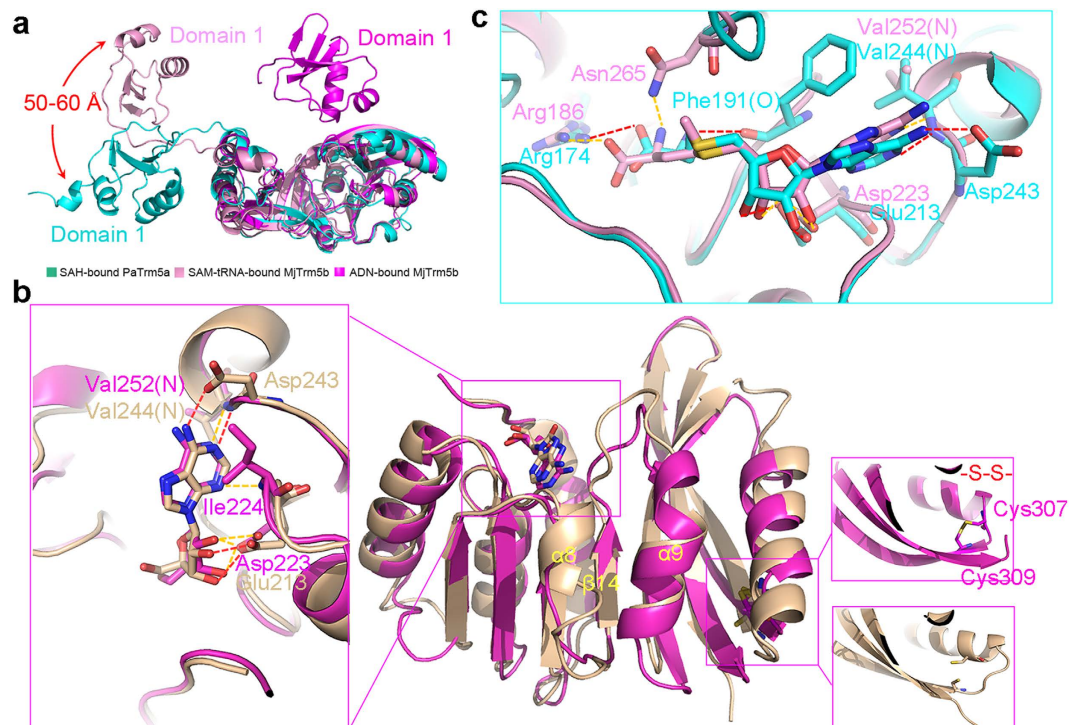 a
Domain 1
Domain 1
50-60 Å
Domain 1
SAH-bound PaTrm5a
SAM-tRNA-bound MjTrm5b
ADN-bound MjTrm5b
c
Val252(N)
Val244(N)
Asn265
Phe191(O)
Arg186
Arg174
Asp223
Glu213
Asp243
b
Val252(N)
Asp243
Val244(N)
Ile224
Asp223
Glu213
α8
α9
β14
-S-S-
Cys307
Cys309